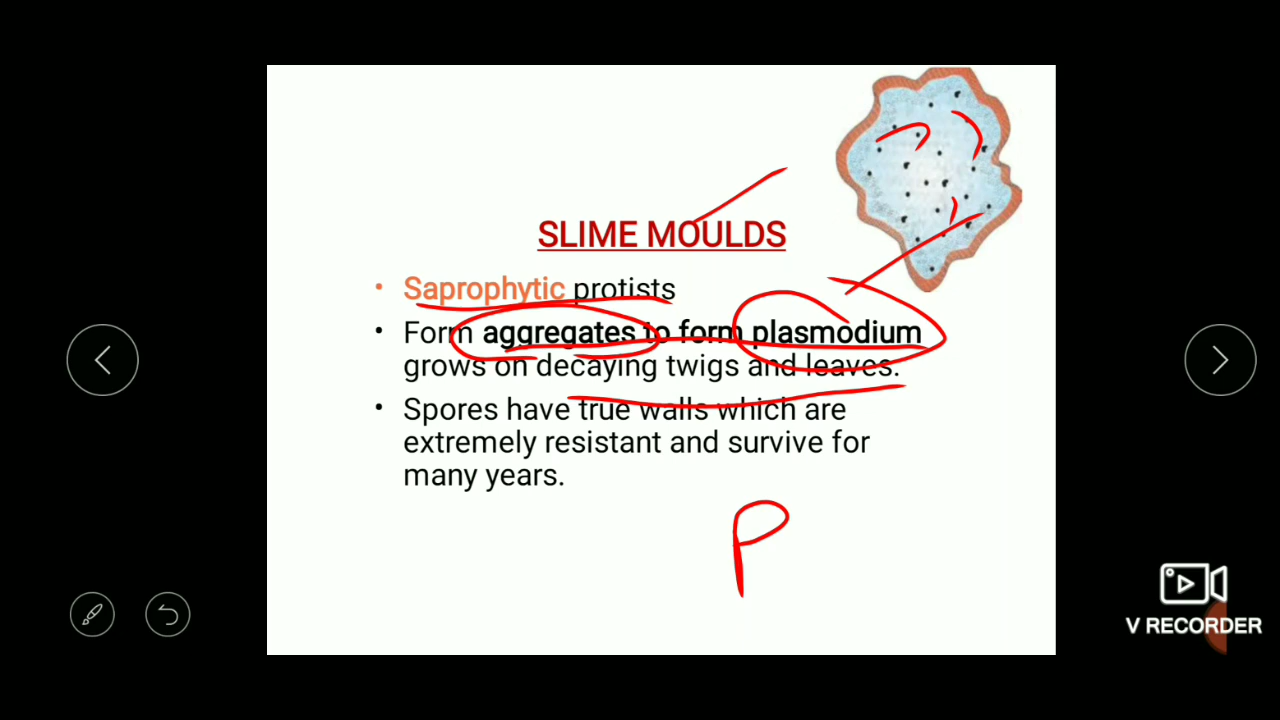 SLIME MOULDS
• Saprophytic protists
• Form aggregates to form plasmodium
grows on decaying twigs and leaves.
• Spores have true walls which are
extremely resistant and survive for
many years.
P
V RECORDER